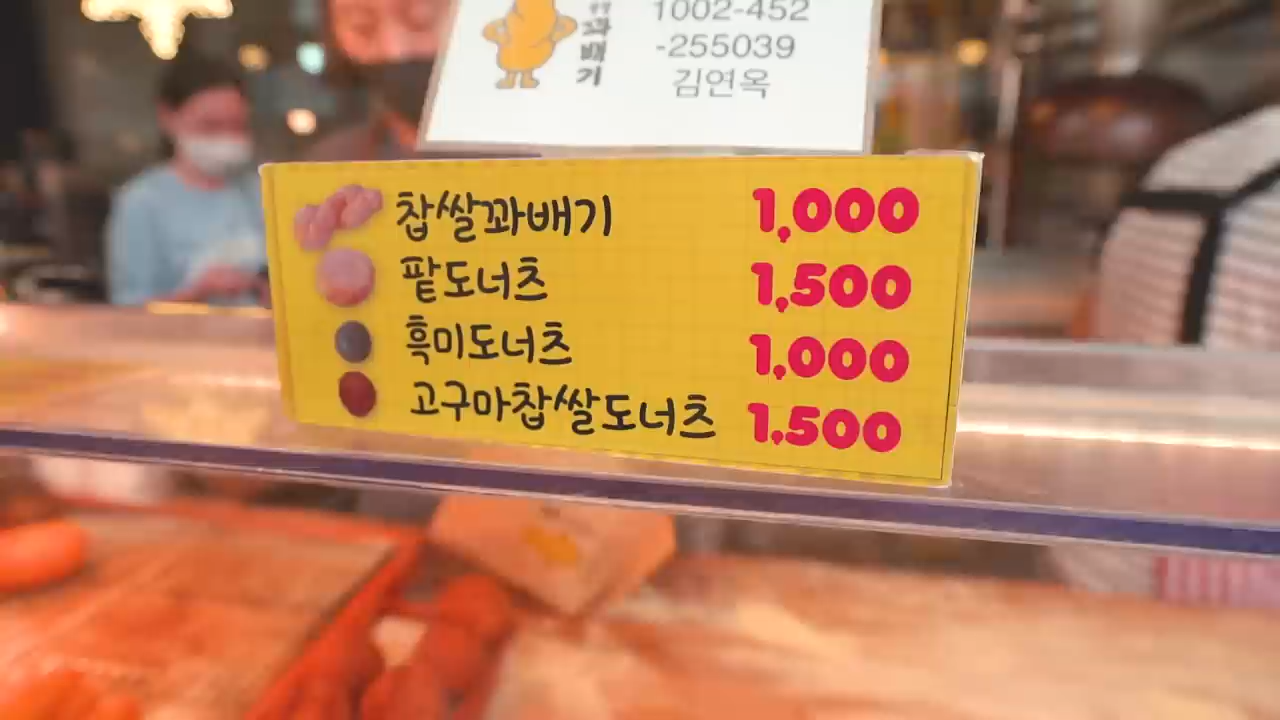 꽈배기
1002-452
-255039
김연옥
찹쌀꽈배기 1,000
팥도너츠 1,500
흑미도너츠 1,000
고구마찹쌀도너츠 1,500